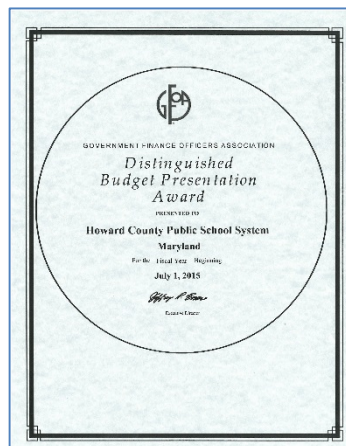 GFOA
GOVERNMENT FINANCE OFFICERS ASSOCIATION
Distinguished
Budget Presentation
Award
PRESENTED TO
Howard County Public School System
Maryland
For the Fiscal Year Beginning
July 1, 2015
Executive Director